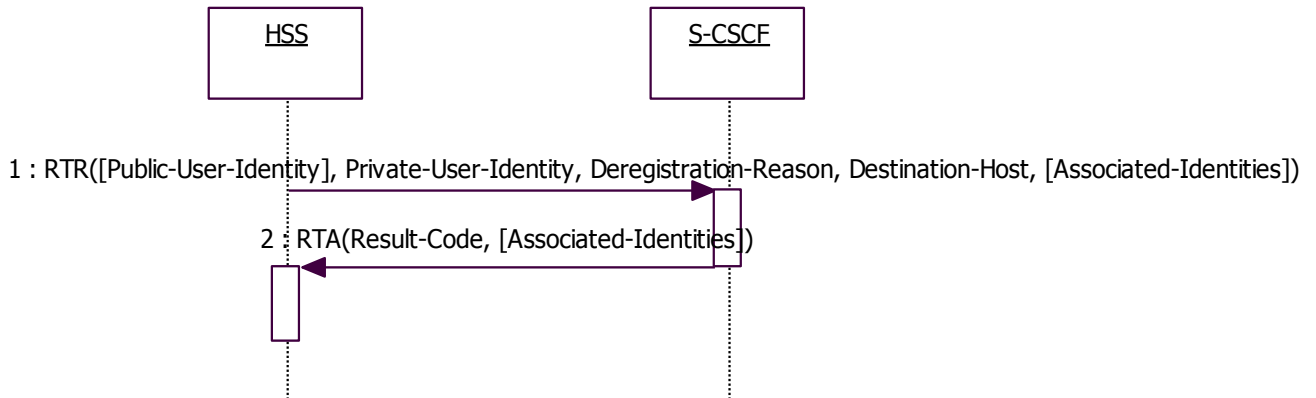 HSS
S-CSCF
1 : RTR([Public-User-Identity], Private-User-Identity, Deregistration-Reason, Destination-Host, [Associated-Identities])
2 : RTA(Result-Code, [Associated-Identities])